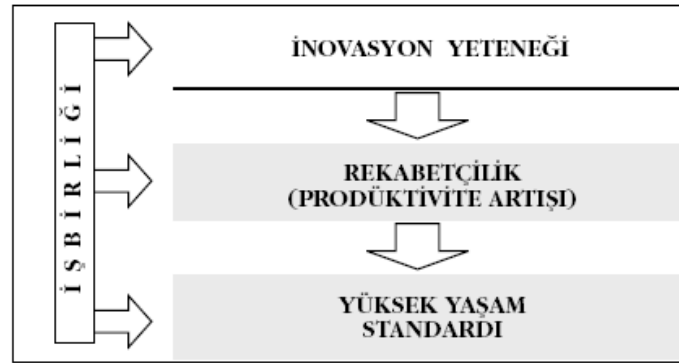 İŞBİRLİĞİ
İNOVASYON YETENEĞİ
REKABETÇİLİK
(PRODÜKTİVİTE ARTIŞI)
YÜKSEK YAŞAM
STANDARDI